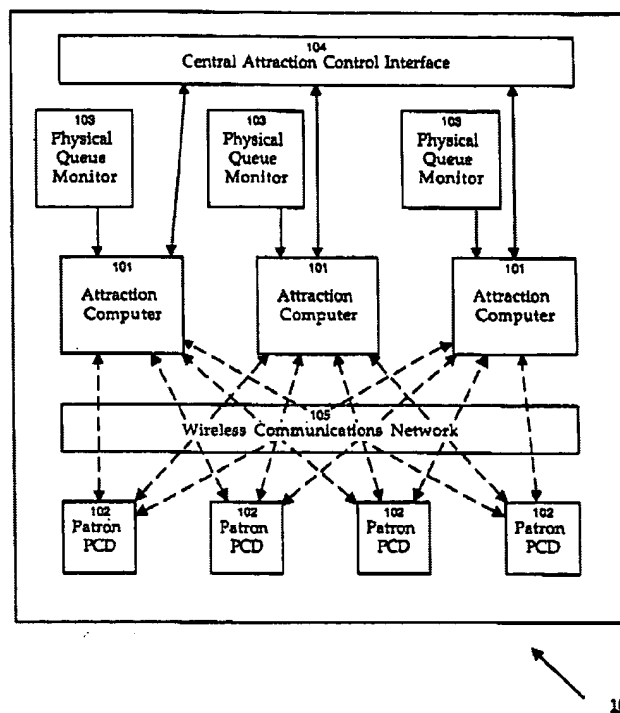 104
Central Attraction Control Interface
103
Physical
Queue
Monitor
103
Physical
Queue
Monitor
103
Physical
Queue
Monitor
101
Attraction
Computer
101
Attraction
Computer
101
Attraction
Computer
105
Wireless Communications Network
102
Patron
PCD
102
Patron
PCD
102
Patron
PCD
102
Patron
PCD